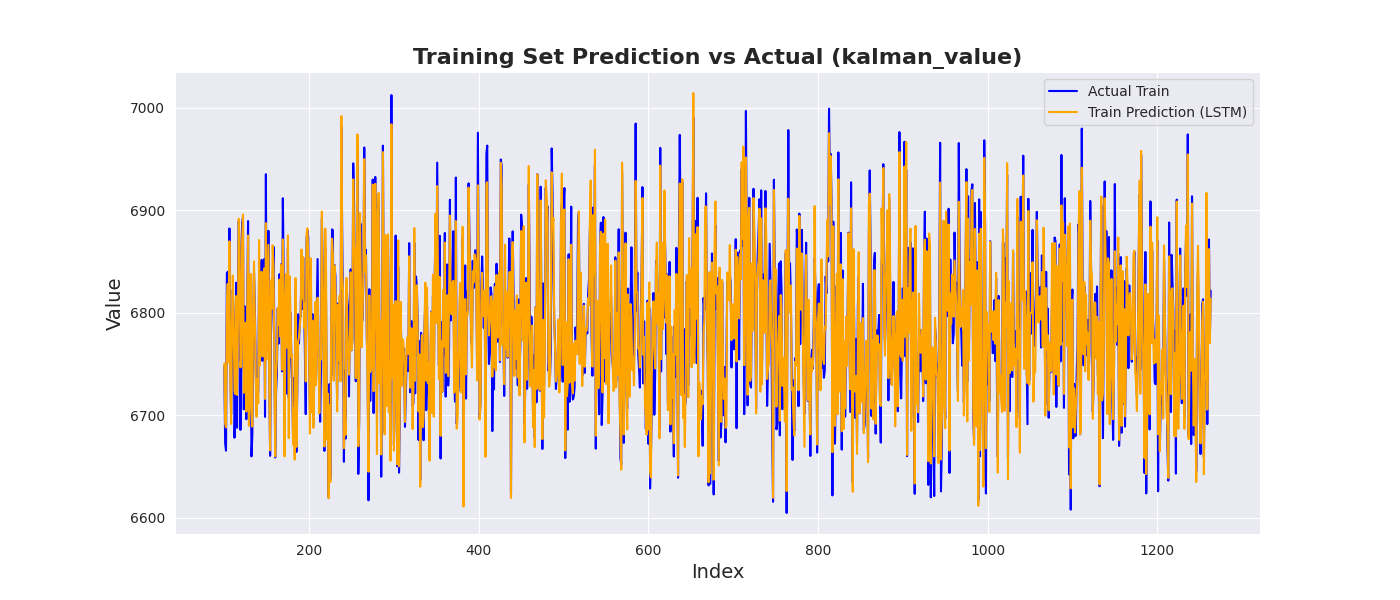 Training Set Prediction vs Actual (kalman_value)
Actual Train
Train Prediction (LSTM)
7000
6900
6800
6700
6600
Value
200
400
600
800
1000
1200
Index